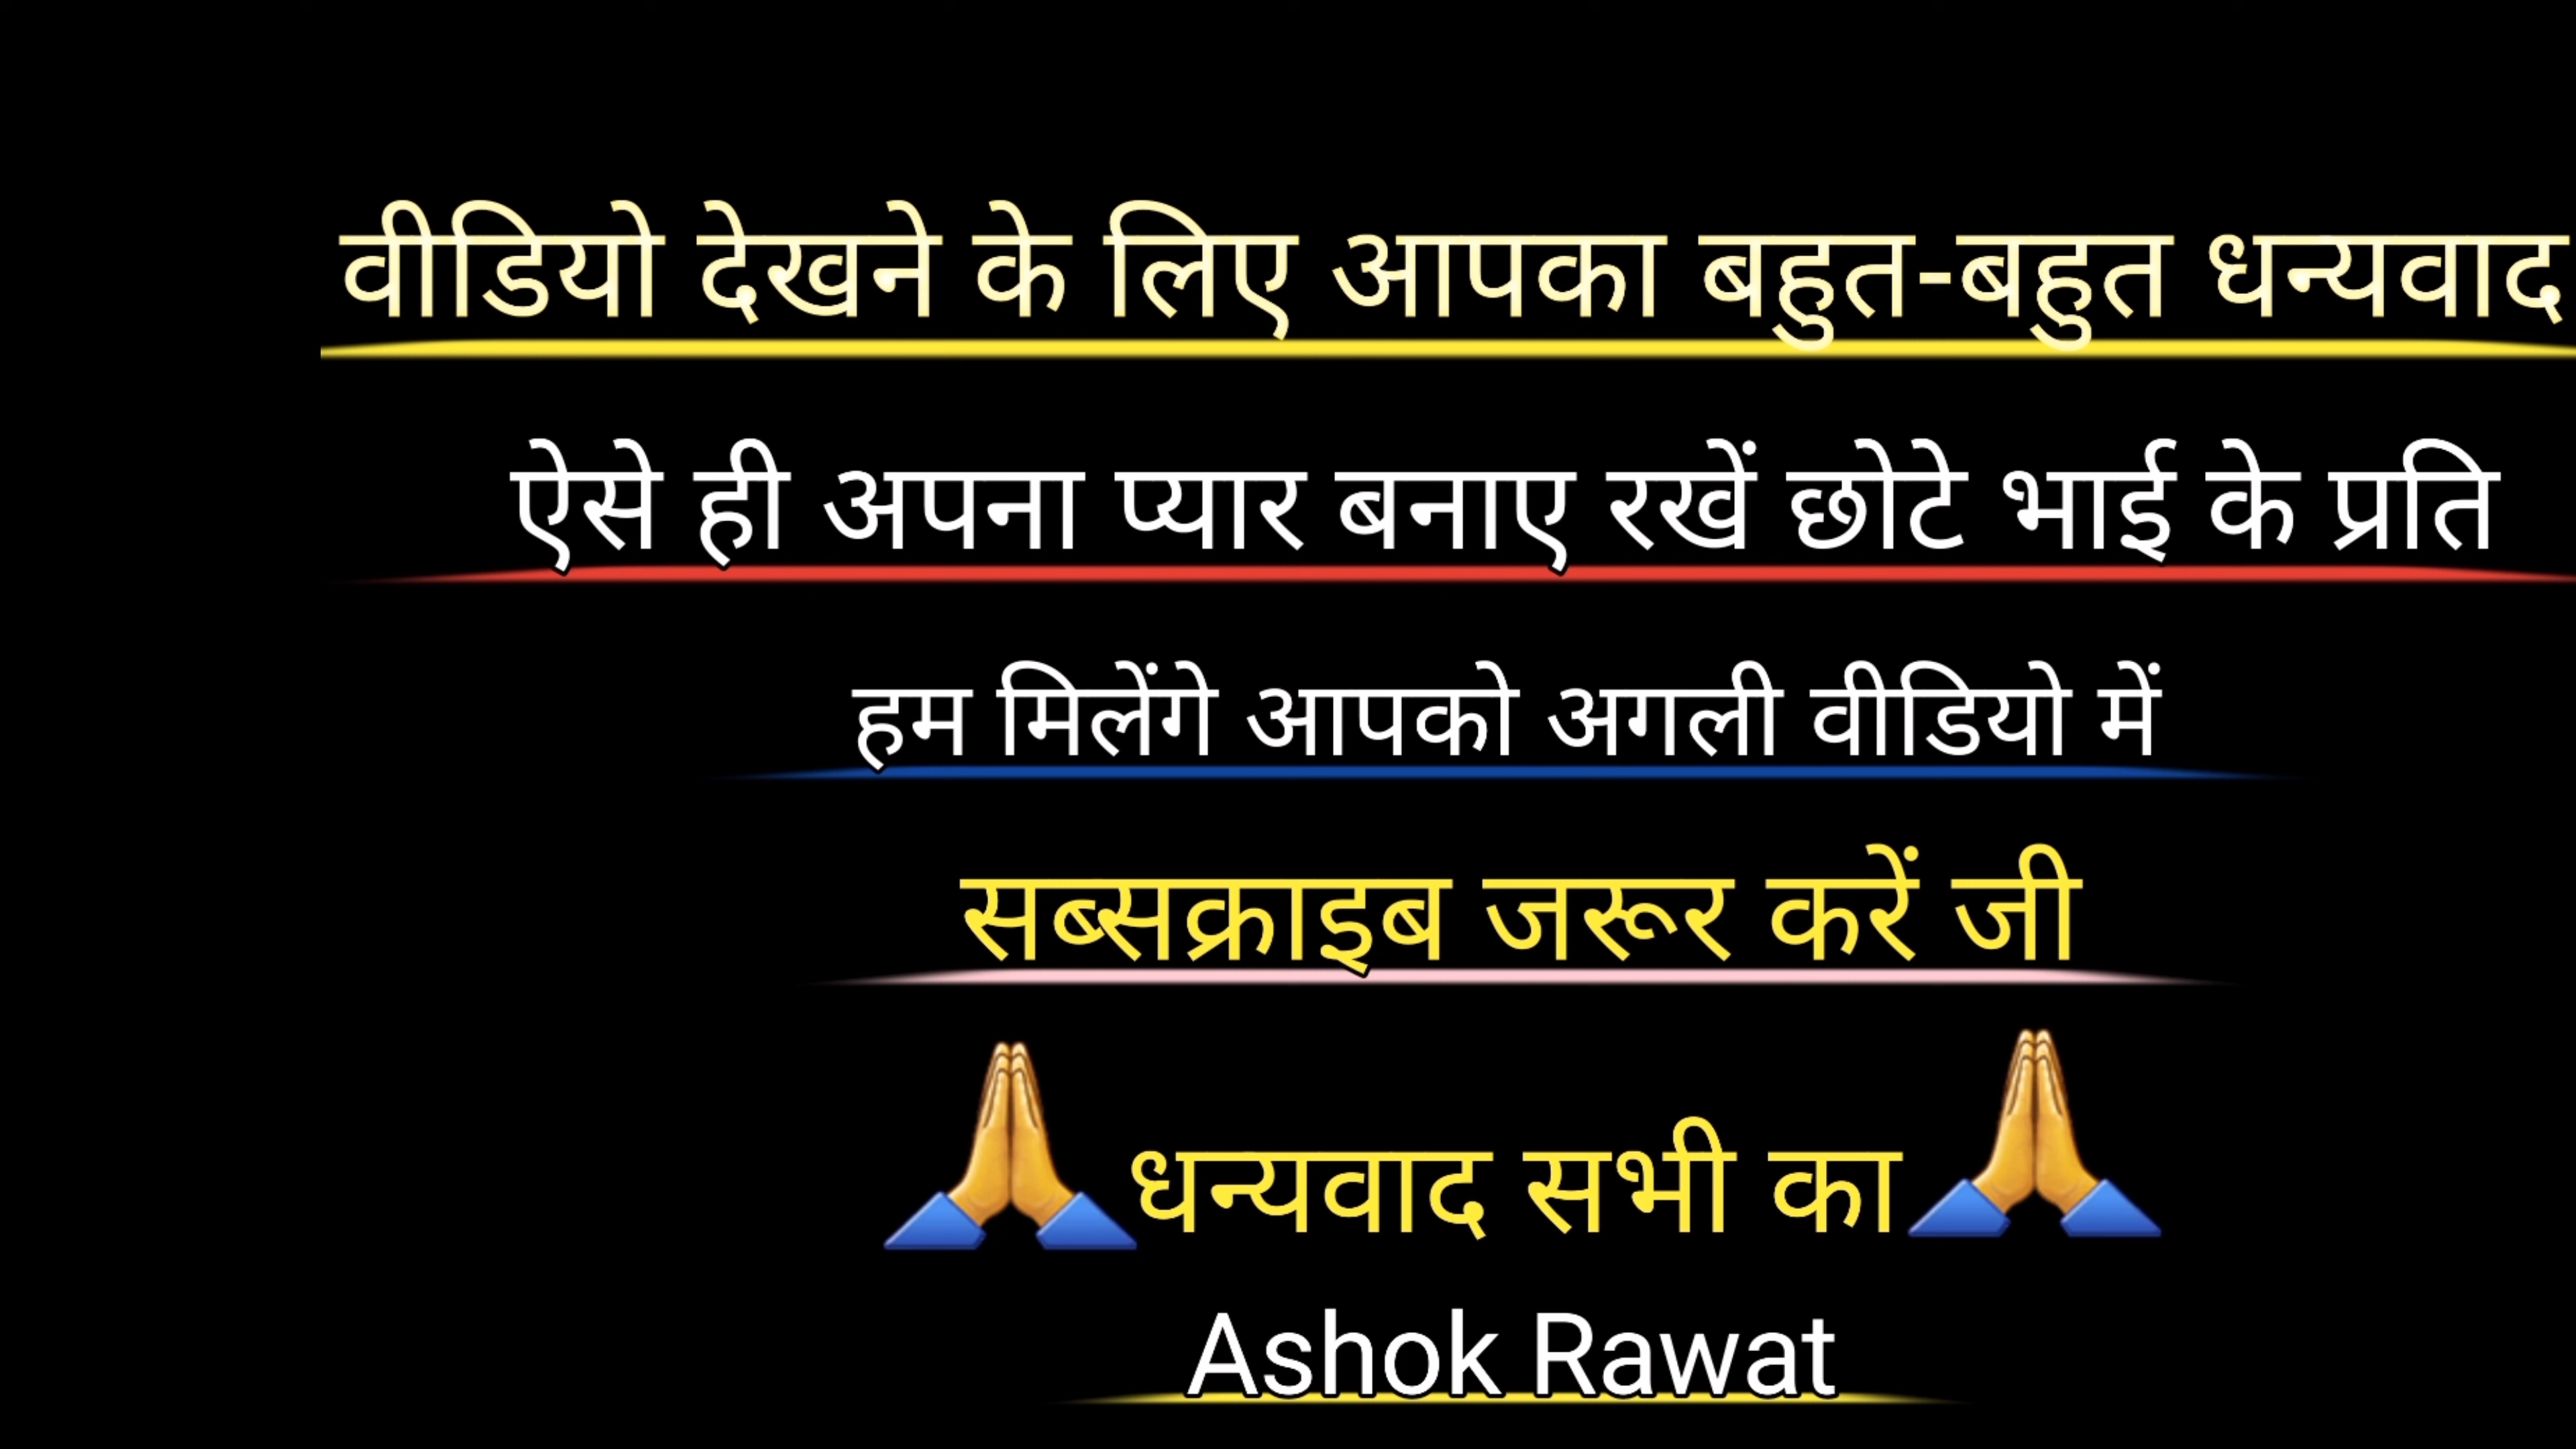 वीडियो देखने के लिए आपका बहुत-बहुत धन्यवाद
ऐसे ही अपना प्यार बनाए रखें छोटे भाई के प्रति
हम मिलेंगे आपको अगली वीडियो में
सब्सक्राइब जरूर करें जी
🙏धन्यवाद सभी का🙏
Ashok Rawat